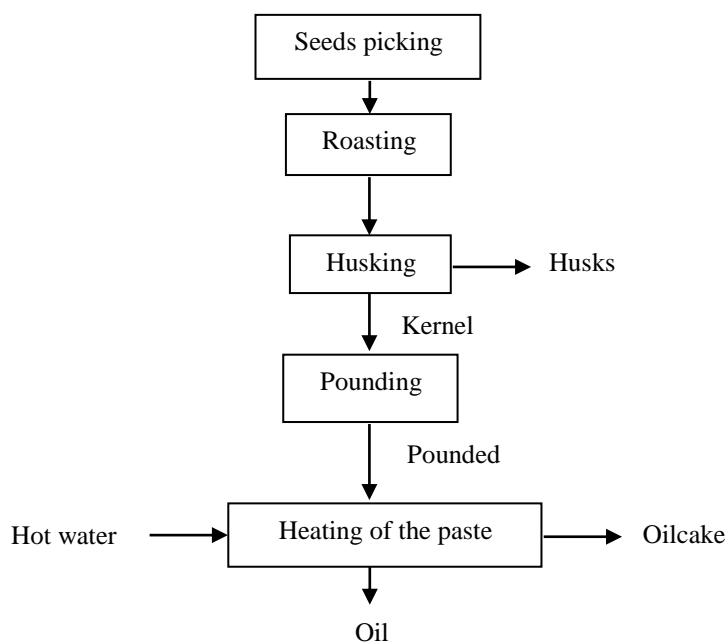 Seeds picking
Roasting
Husking
Husks
Kernel
Pounding
Pounded
Hot water
Heating of the paste
Oilcake
Oil